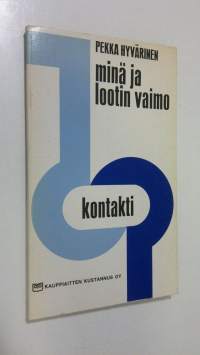 PEKKA HYVÄRINEN
minä ja
lootin vaimo
kontakti
KAUPPIAITTEN KUSTANNUS OY